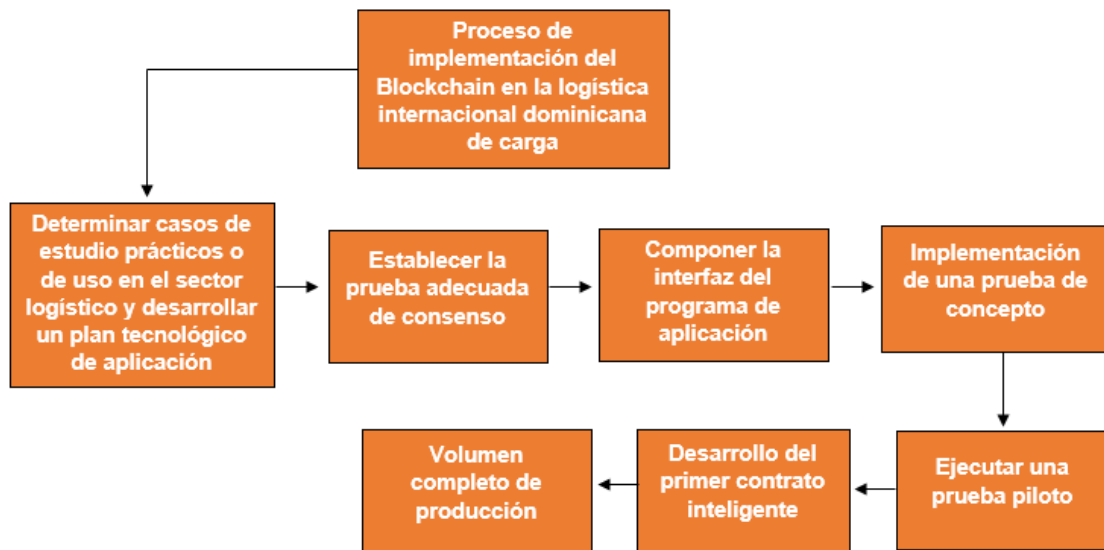 Proceso de
implementación del
Blockchain en la logística
internacional dominicana
de carga
Determinar casos de
estudio prácticos o
de uso en el sector
logístico y desarrollar
un plan tecnológico
de aplicación
Establecer la
prueba adecuada
de consenso
Componer la
interfaz del
programa de
aplicación
Implementación
de una prueba de
concepto
Ejecutar una
prueba piloto
Desarrollo del
primer contrato
inteligente
Volumen
completo de
producción